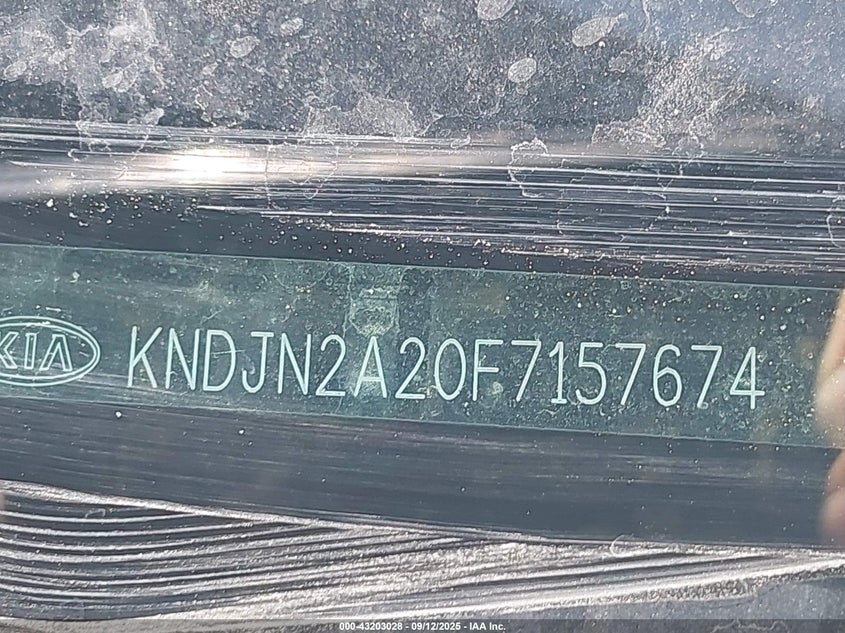 KIA KNDJN2A20F7157674
000-43203028 - 09/12/2025 - IAA Inc.